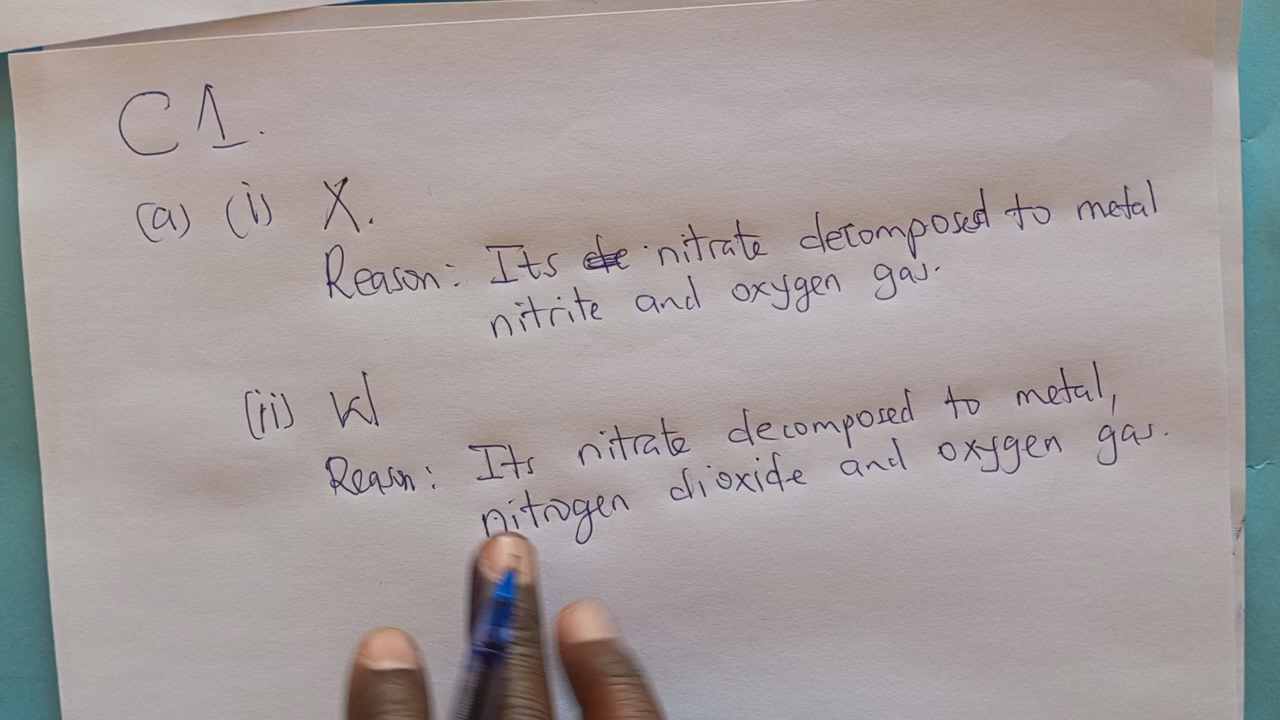 C1.
(a) (i) X.
Reason: Its nitrate decomposed to metal
nitrite and oxygen gas.
(ii) W
Reason: Its nitrate decomposed to metal,
nitrogen dioxide and oxygen gas.